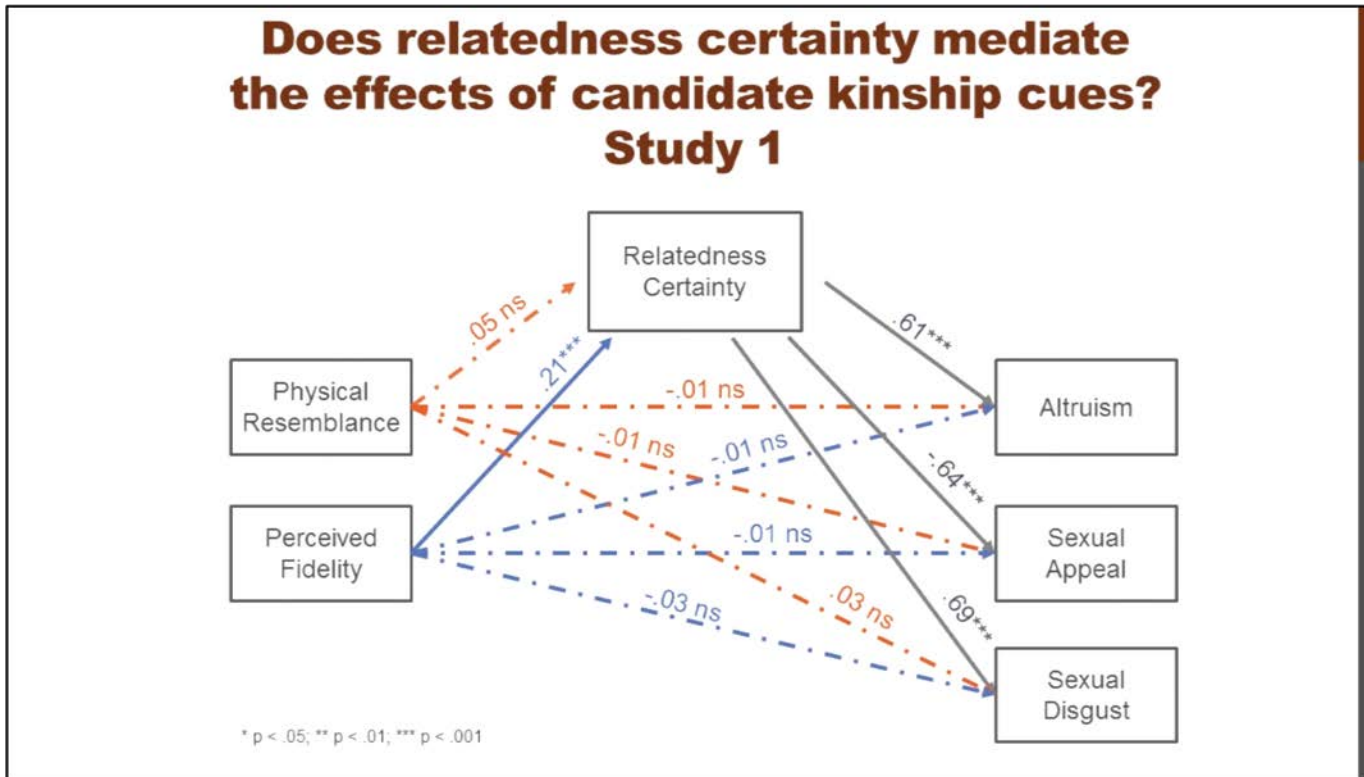 Does relatedness certainty mediate
the effects of candidate kinship cues?
Study 1
Relatedness
Certainty
.05 ns
.21***
.61***
Physical
Resemblance
-.01 ns
Altruism
-.01 ns
-.01 ns
-.64***
Perceived
Fidelity
-.01 ns
Sexual
Appeal
-.03 ns
.03 ns
.69***
Sexual
Disgust
* p < .05; ** p < .01; *** p < .001